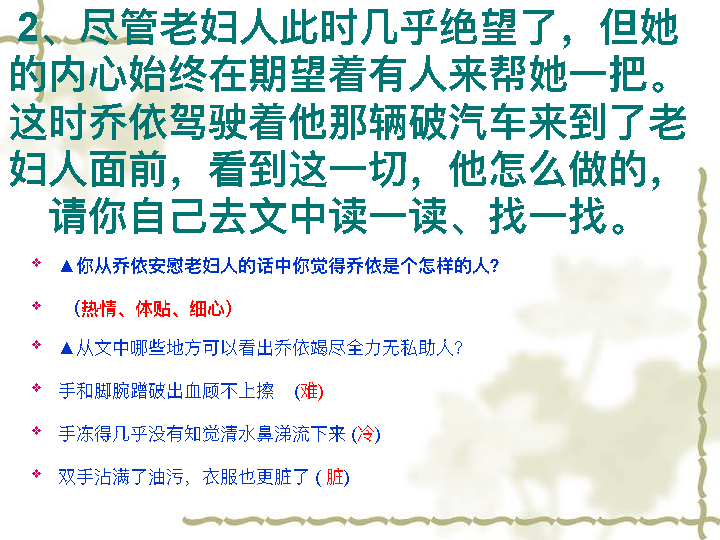 2、尽管老妇人此时几乎绝望了，但她
的内心始终在期望着有人来帮她一把。
这时乔依驾驶着他那辆破汽车来到了老
妇人面前，看到这一切，他怎么做的，
请你自己去文中读一读、找一找。
▲你从乔依安慰老妇人的话中你觉得乔依是个怎样的人?
（热情、体贴、细心）
▲从文中哪些地方可以看出乔依竭尽全力无私助人?
手和脚腕蹭破出血顾不上擦 (难)
手冻得几乎没有知觉清水鼻涕流下来 (冷)
双手沾满了油污，衣服也更脏了 ( 脏)